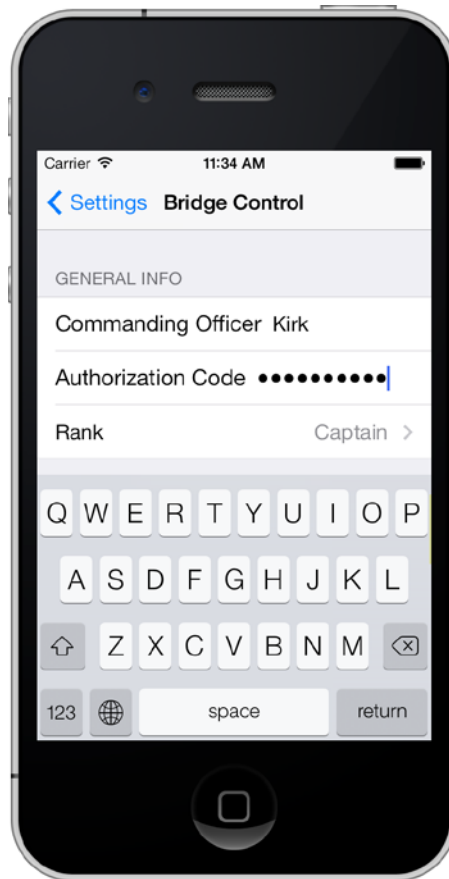 Carrier 11:34 AM
Settings Bridge Control
GENERAL INFO
Commanding Officer Kirk
Authorization Code ••••••••••
Rank Captain
Q W E R T Y U I O P
A S D F G H J K L
Z X C V B N M
123 space return